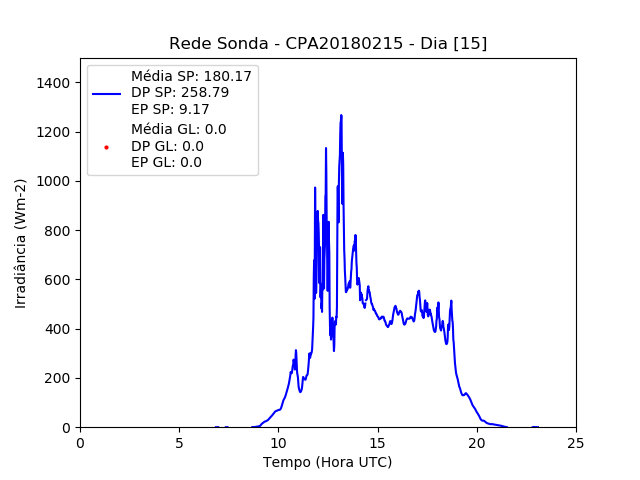 Rede Sonda - CPA20180215 - Dia [15]
Média SP: 180.17
DP SP: 258.79
EP SP: 9.17
Média GL: 0.0
DP GL: 0.0
EP GL: 0.0
Irradiância (Wm-2)
1400
1200
1000
800
600
400
200
0
0 5 10 15 20 25
Tempo (Hora UTC)